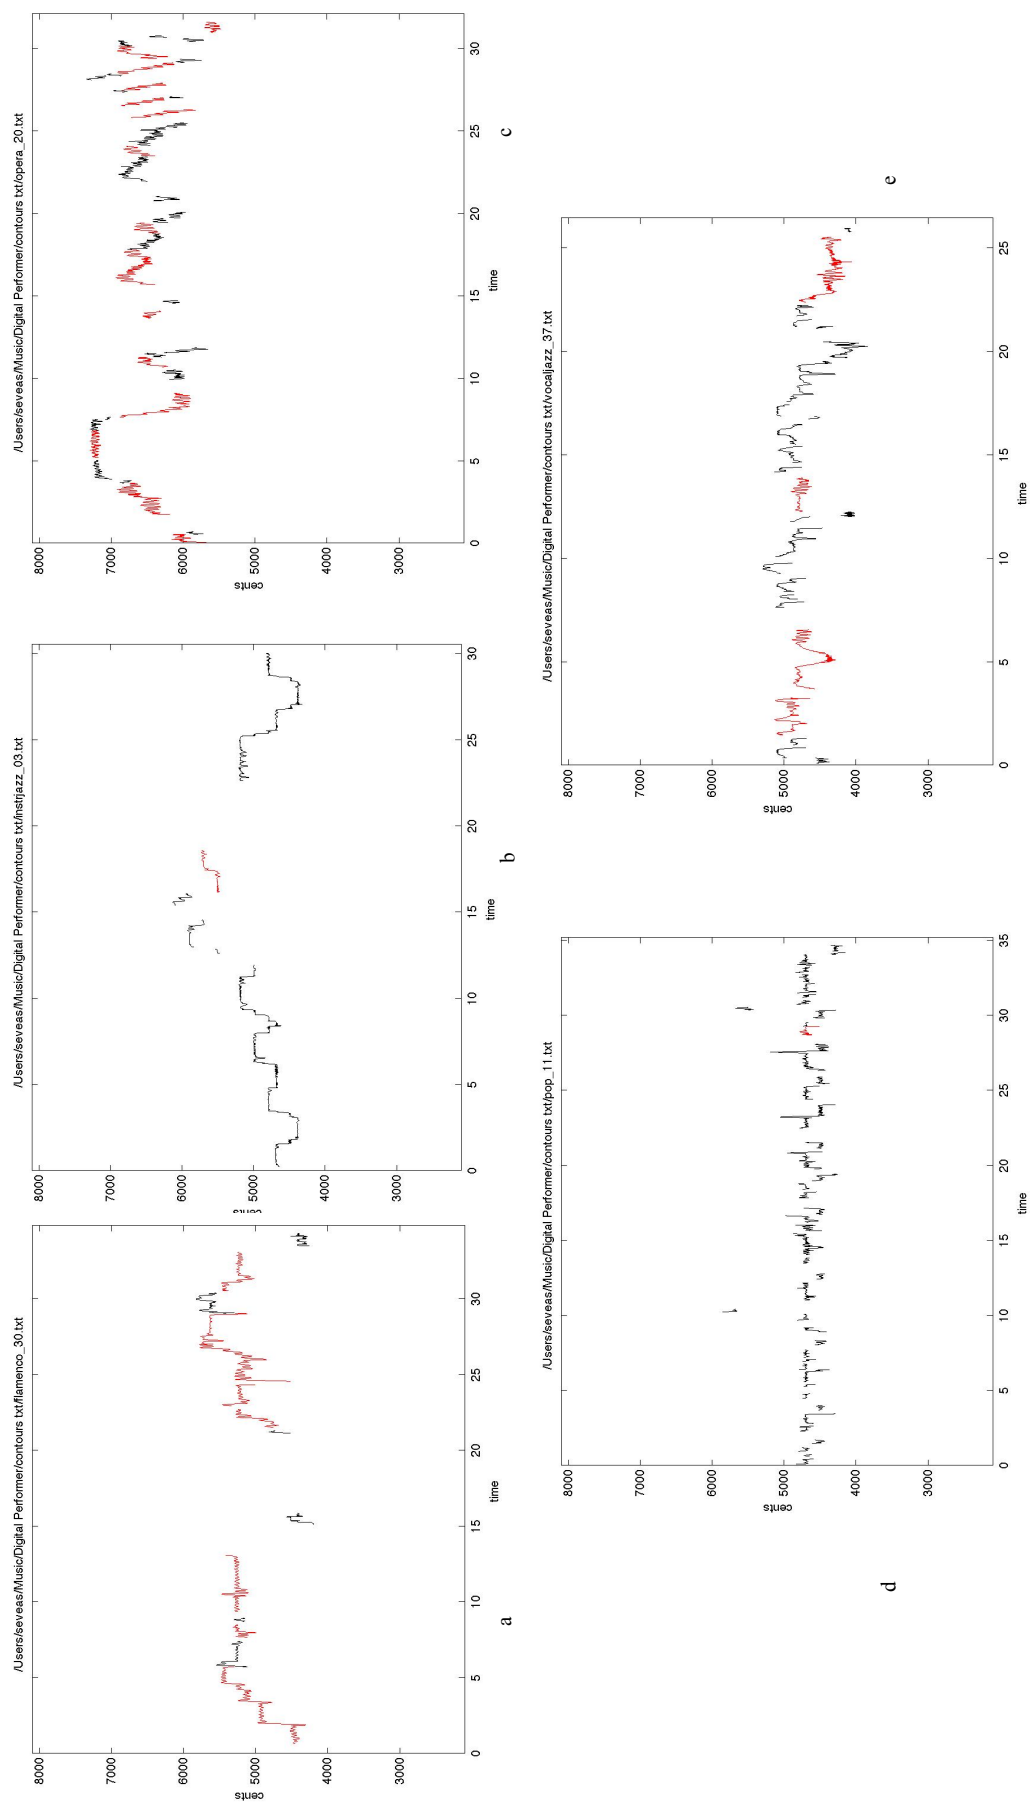 /Users/seveas/Music/Digital Performer/contours txt/flamenco_30.txt
8000
7000
6000
5000
4000
3000
cents
0 5 10 15 20 25 30
time
a
/Users/seveas/Music/Digital Performer/contours txt/instrjazz_03.txt
8000
7000
6000
5000
4000
3000
cents
0 5 10 15 20 25 30
time
b
/Users/seveas/Music/Digital Performer/contours txt/opera_20.txt
8000
7000
6000
5000
4000
3000
cents
0 5 10 15 20 25 30
time
c
/Users/seveas/Music/Digital Performer/contours txt/pop_11.txt
8000
7000
6000
5000
4000
3000
cents
0 5 10 15 20 25 30 35
time
d
/Users/seveas/Music/Digital Performer/contours txt/vocaljazz_37.txt
8000
7000
6000
5000
4000
3000
cents
0 5 10 15 20 25
time
e